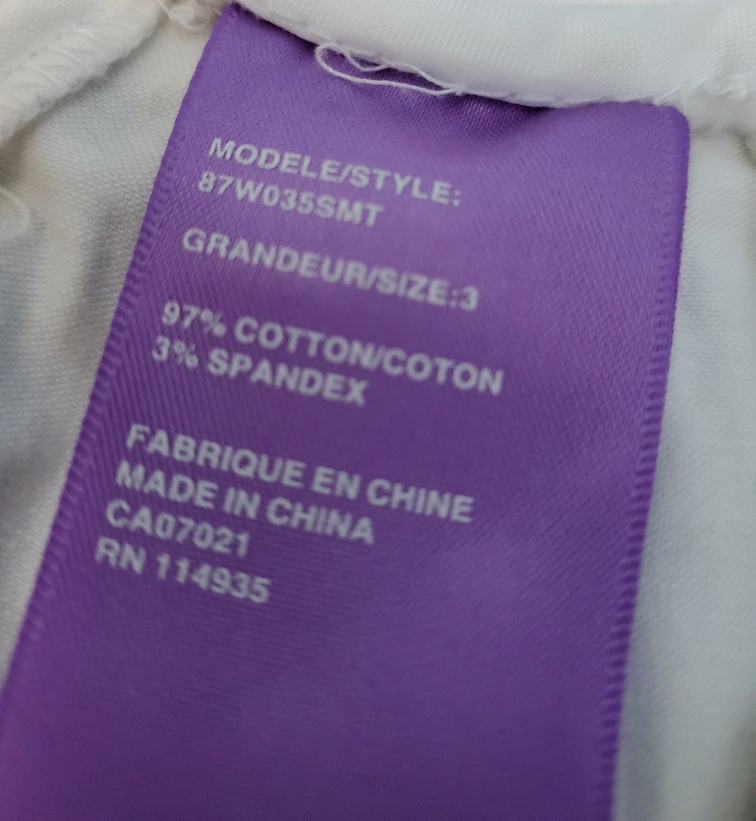 MODELE/STYLE:
87W035SMT
GRANDEUR/SIZE:3
97% COTTON/COTON
3% SPANDEX
FABRIQUE EN CHINE
MADE IN CHINA
CA07021
RN 114935